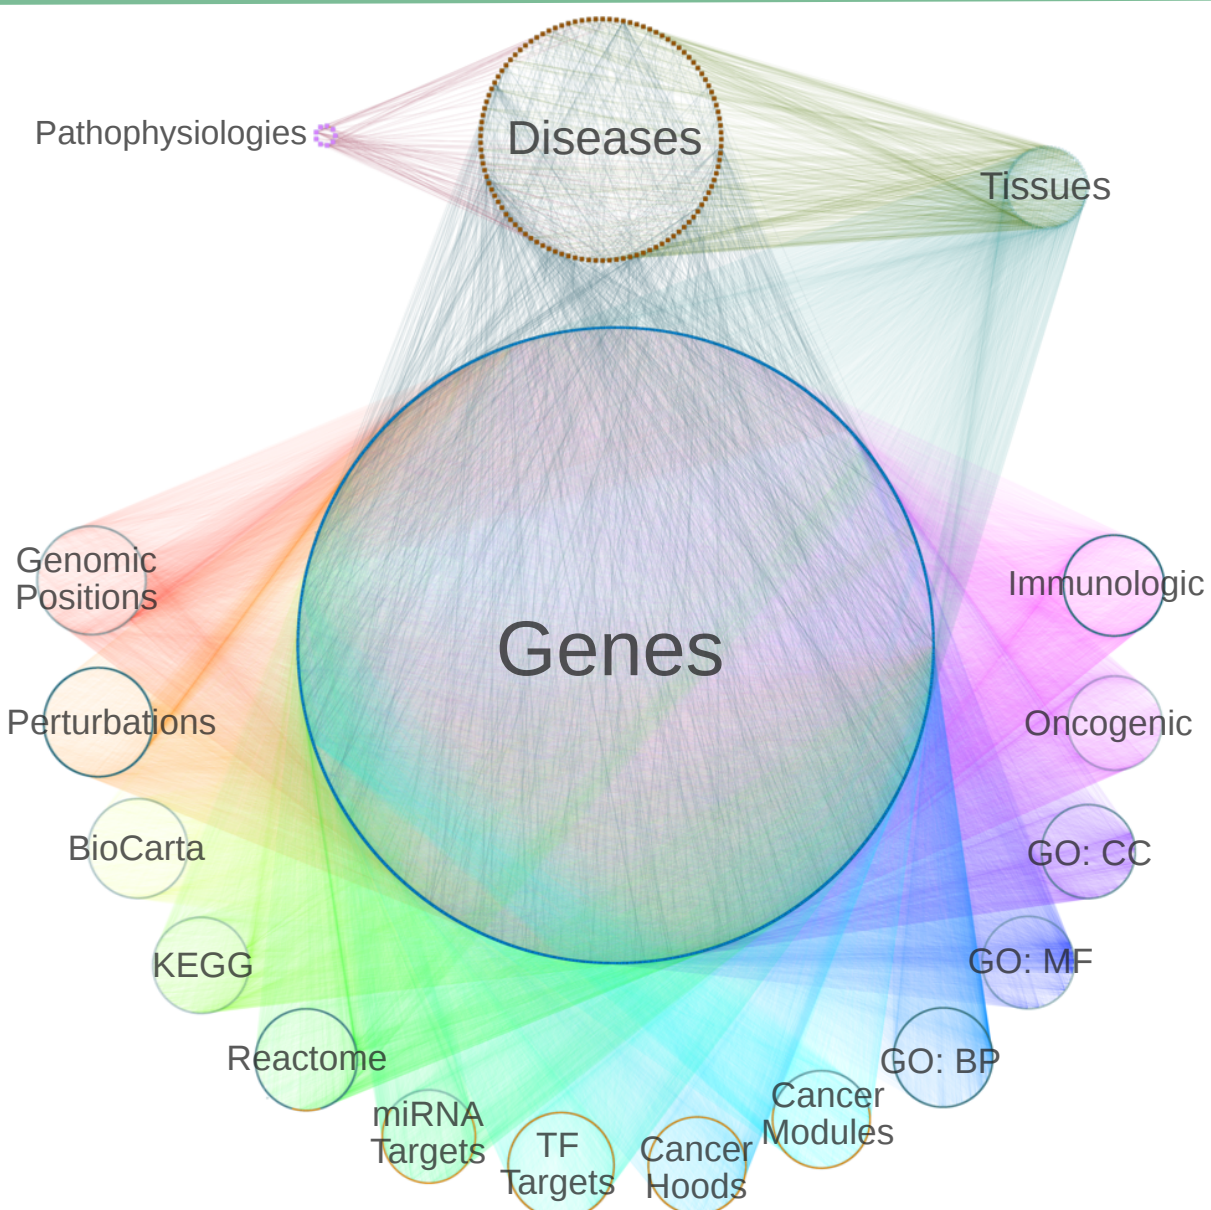 Pathophysiologies
Diseases
Tissues
Genes
Genomic
Positions
Immunologic
Perturbations
Oncogenic
BioCarta
GO: CC
KEGG
GO: MF
Reactome
GO: BP
miRNA
Targets
TF
Targets
Cancer
Hoods
Cancer
Modules